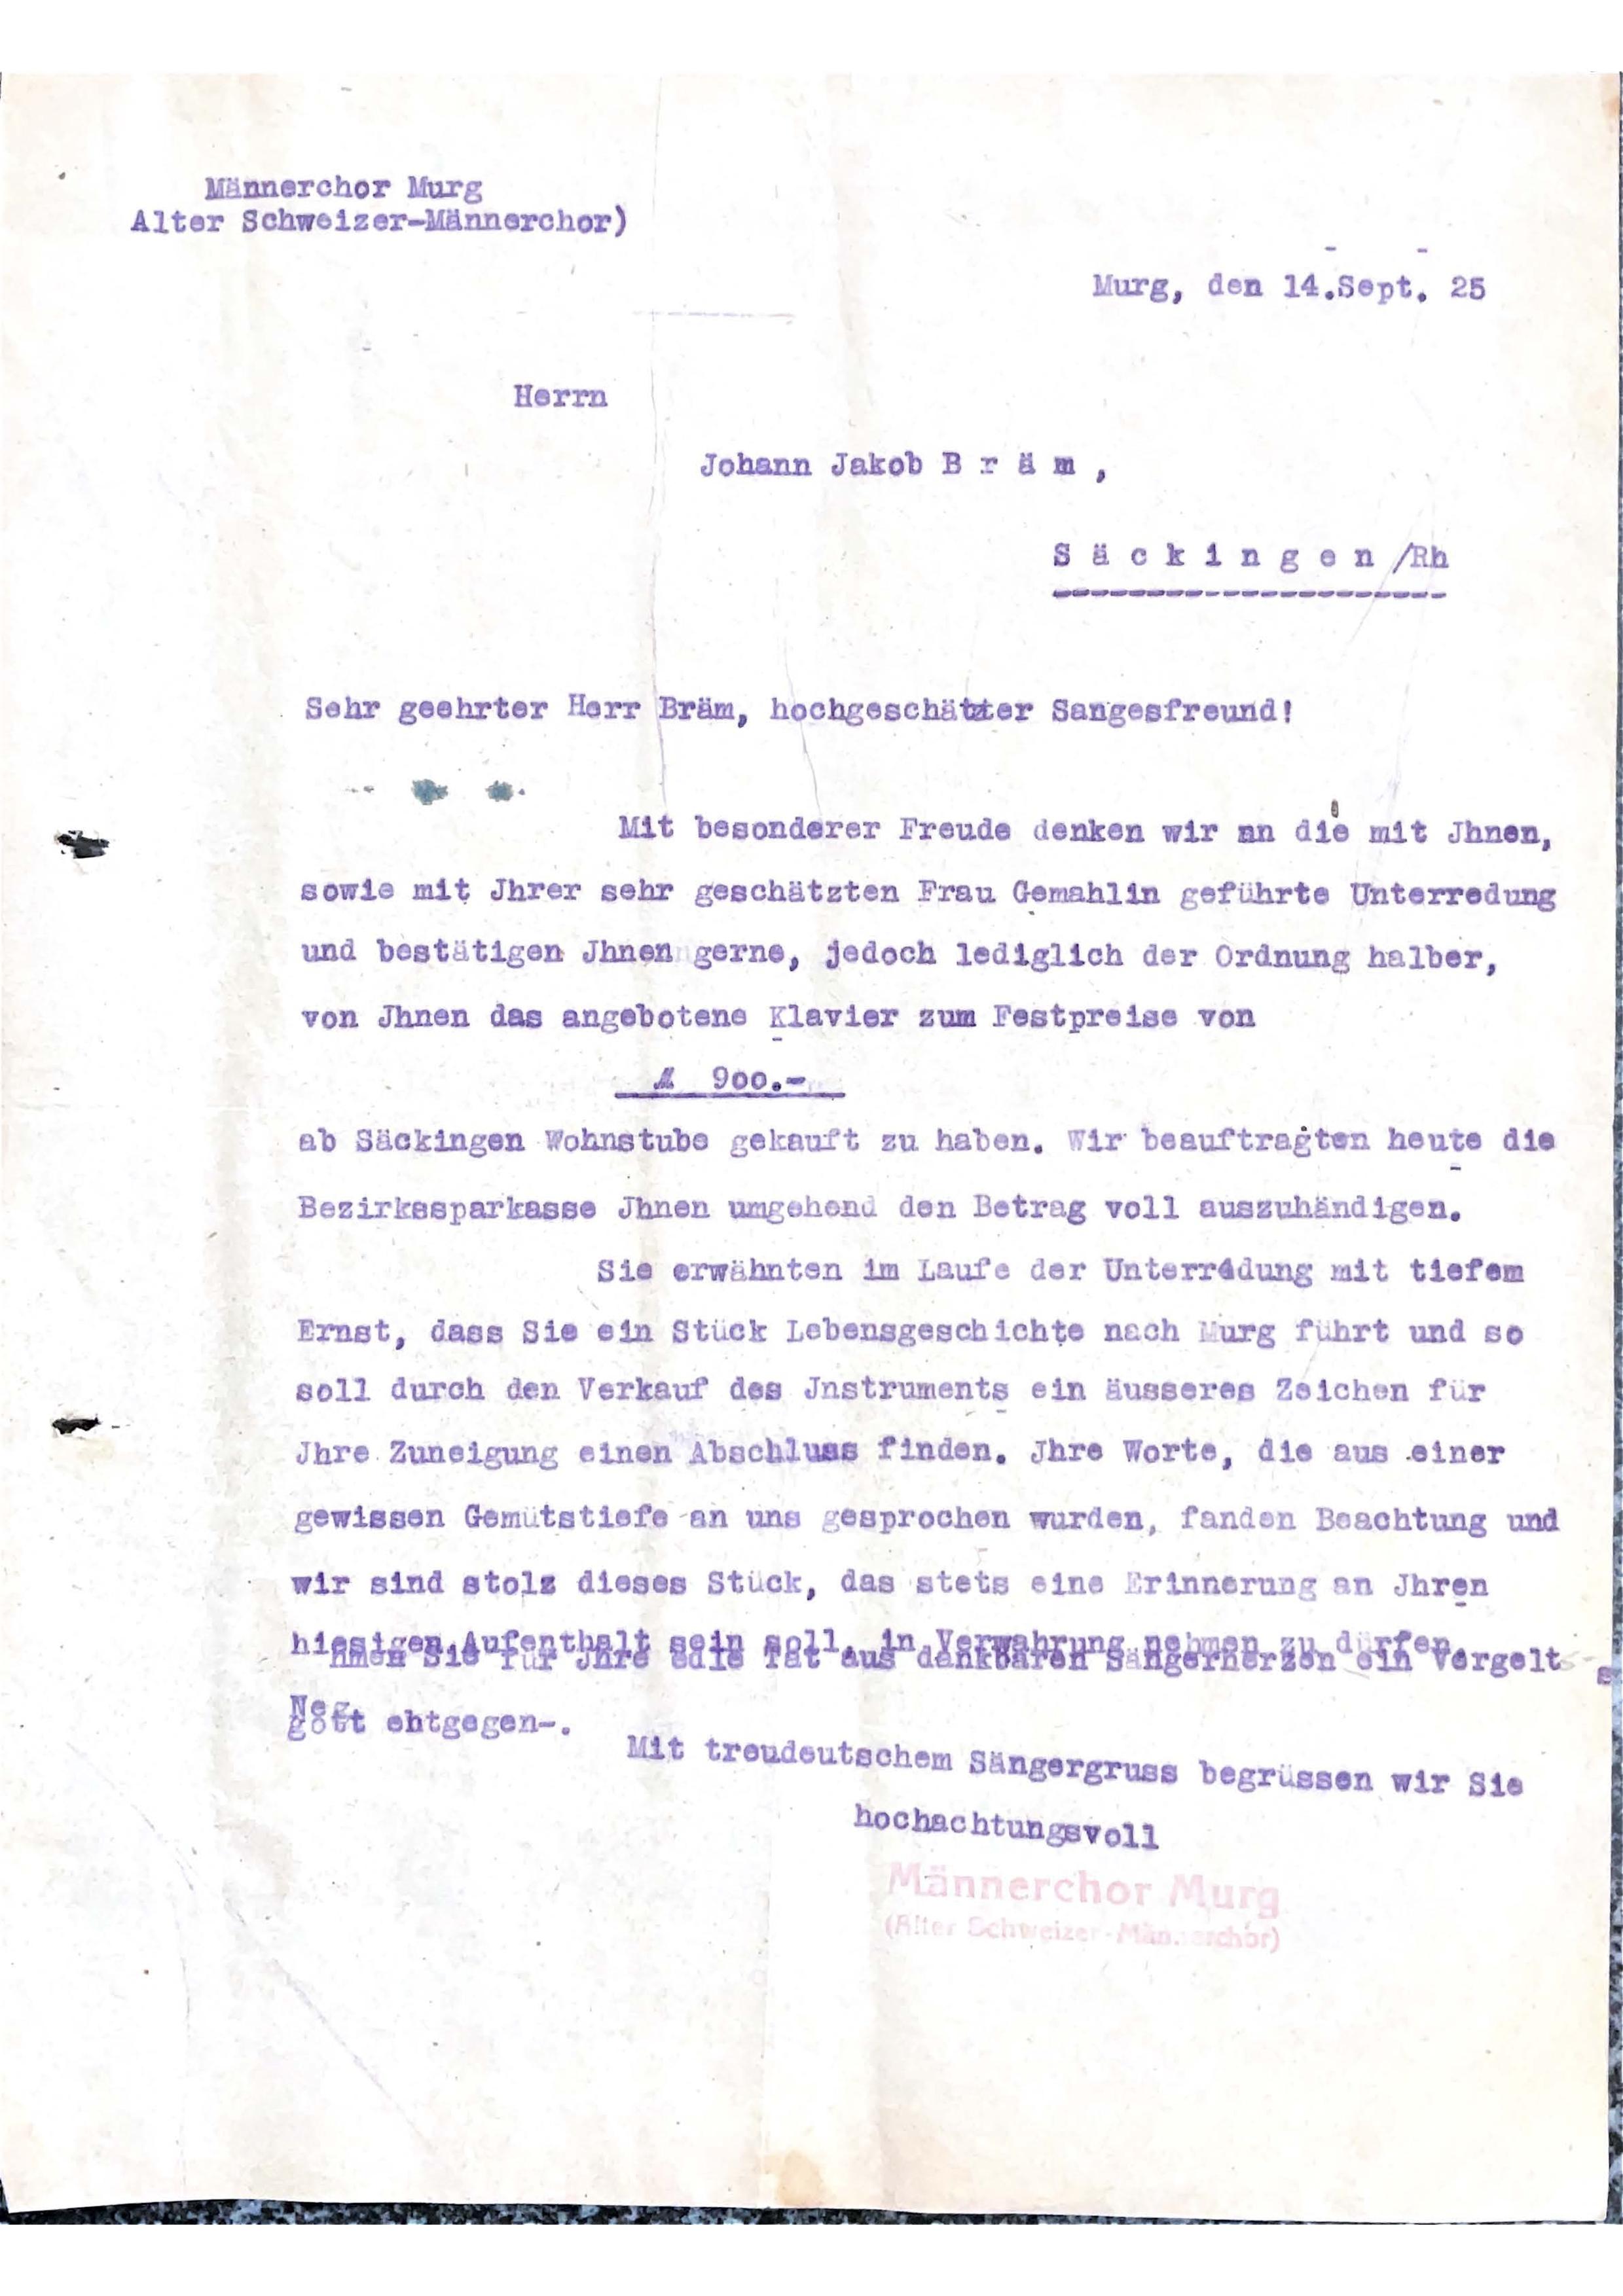 Männerchor Murg
Alter Schweizer-Männerchor)
Murg, den 14.Sept. 25
Herrn
Johann Jakob B r ä m ,
S ä c k i n g e n /Rh
Sehr geehrter Herr Bräm, hochgeschätzter Sangesfreund!
Mit besonderer Freude denken wir an die mit Jhnen,
sowie mit Jhrer sehr geschätzten Frau Gemahlin geführte Unterredung
und bestätigen Jhnen gerne, jedoch lediglich der Ordnung halber,
von Jhnen das angebotene Klavier zum Festpreise von
900.-
ab Säckingen Wohnstube gekauft zu haben. Wir beauftragten heute die
Bezirkssparkasse Jhnen umgehend den Betrag voll auszuhändigen.
Sie erwähnten im Laufe der Unterredung mit tiefem
Ernst, dass Sie ein Stück Lebensgeschichte nach Murg führt und so
soll durch den Verkauf des Jnstruments ein äusseres Zeichen für
Jhre Zuneigung einen Abschluss finden. Jhre Worte, die aus einer
gewissen Gemütstiefe an uns gesprochen wurden, fanden Beachtung und
wir sind stolz dieses Stück, das stets eine Erinnerung an Jhren
hiesigen Aufenthalt sein soll, in Verwahrung nehmen zu dürfen.
hmen Sie für Jhre edle Tat aus dankbaren Sängerherzen ein Vergelt s
Gott entgegen-.
Mit treudeutschem Sängergruss begrüssen wir Sie
hochachtungsvoll
Männerchor Murg
(Alter Schweizer-Männerchor)